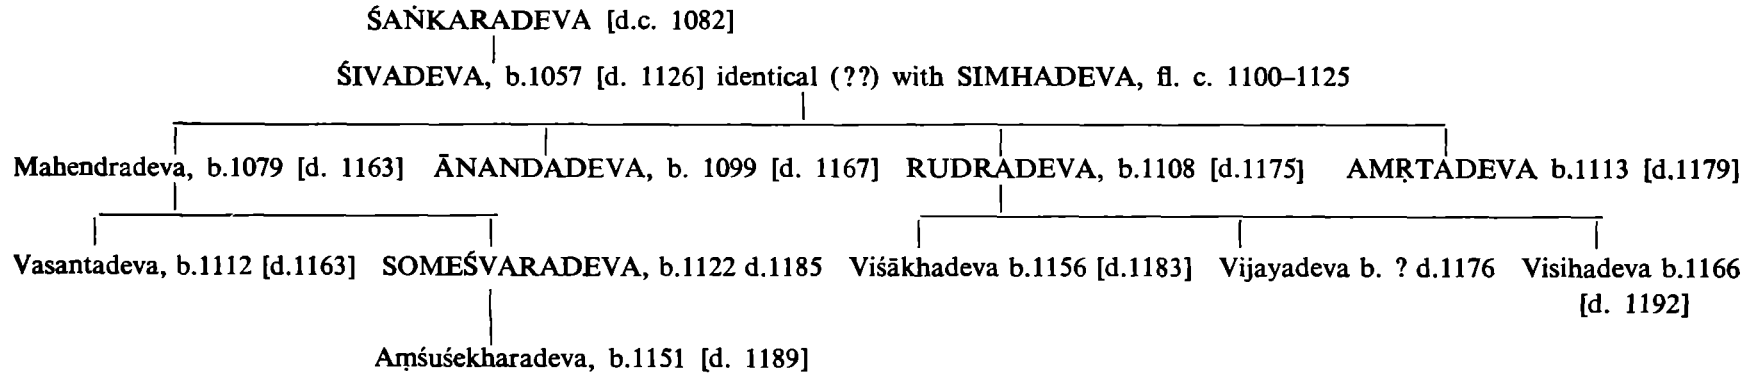 ŚAṄKARADEVA [d.c. 1082]
ŚIVADEVA, b.1057 [d. 1126] identical (??) with SIMHADEVA, fl. c. 1100–1125
Mahendradeva, b.1079 [d. 1163] ĀNANDADEVA, b. 1099 [d. 1167] RUDRADEVA, b.1108 [d.1175] AMṚTADEVA b.1113 [d.1179]
Vasantadeva, b.1112 [d.1163] SOMEŚVARADEVA, b.1122 d.1185 Viśākhadeva b.1156 [d.1183] Vijayadeva b. ? d.1176 Visihadeva b.1166
[d. 1192]
Aṃśuśekharadeva, b.1151 [d. 1189]